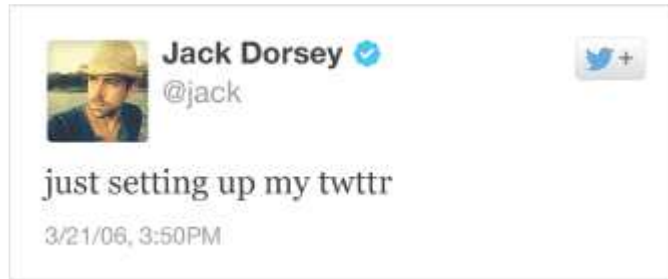 Jack Dorsey
@jack
+
just setting up my twttr
3/21/06, 3:50PM